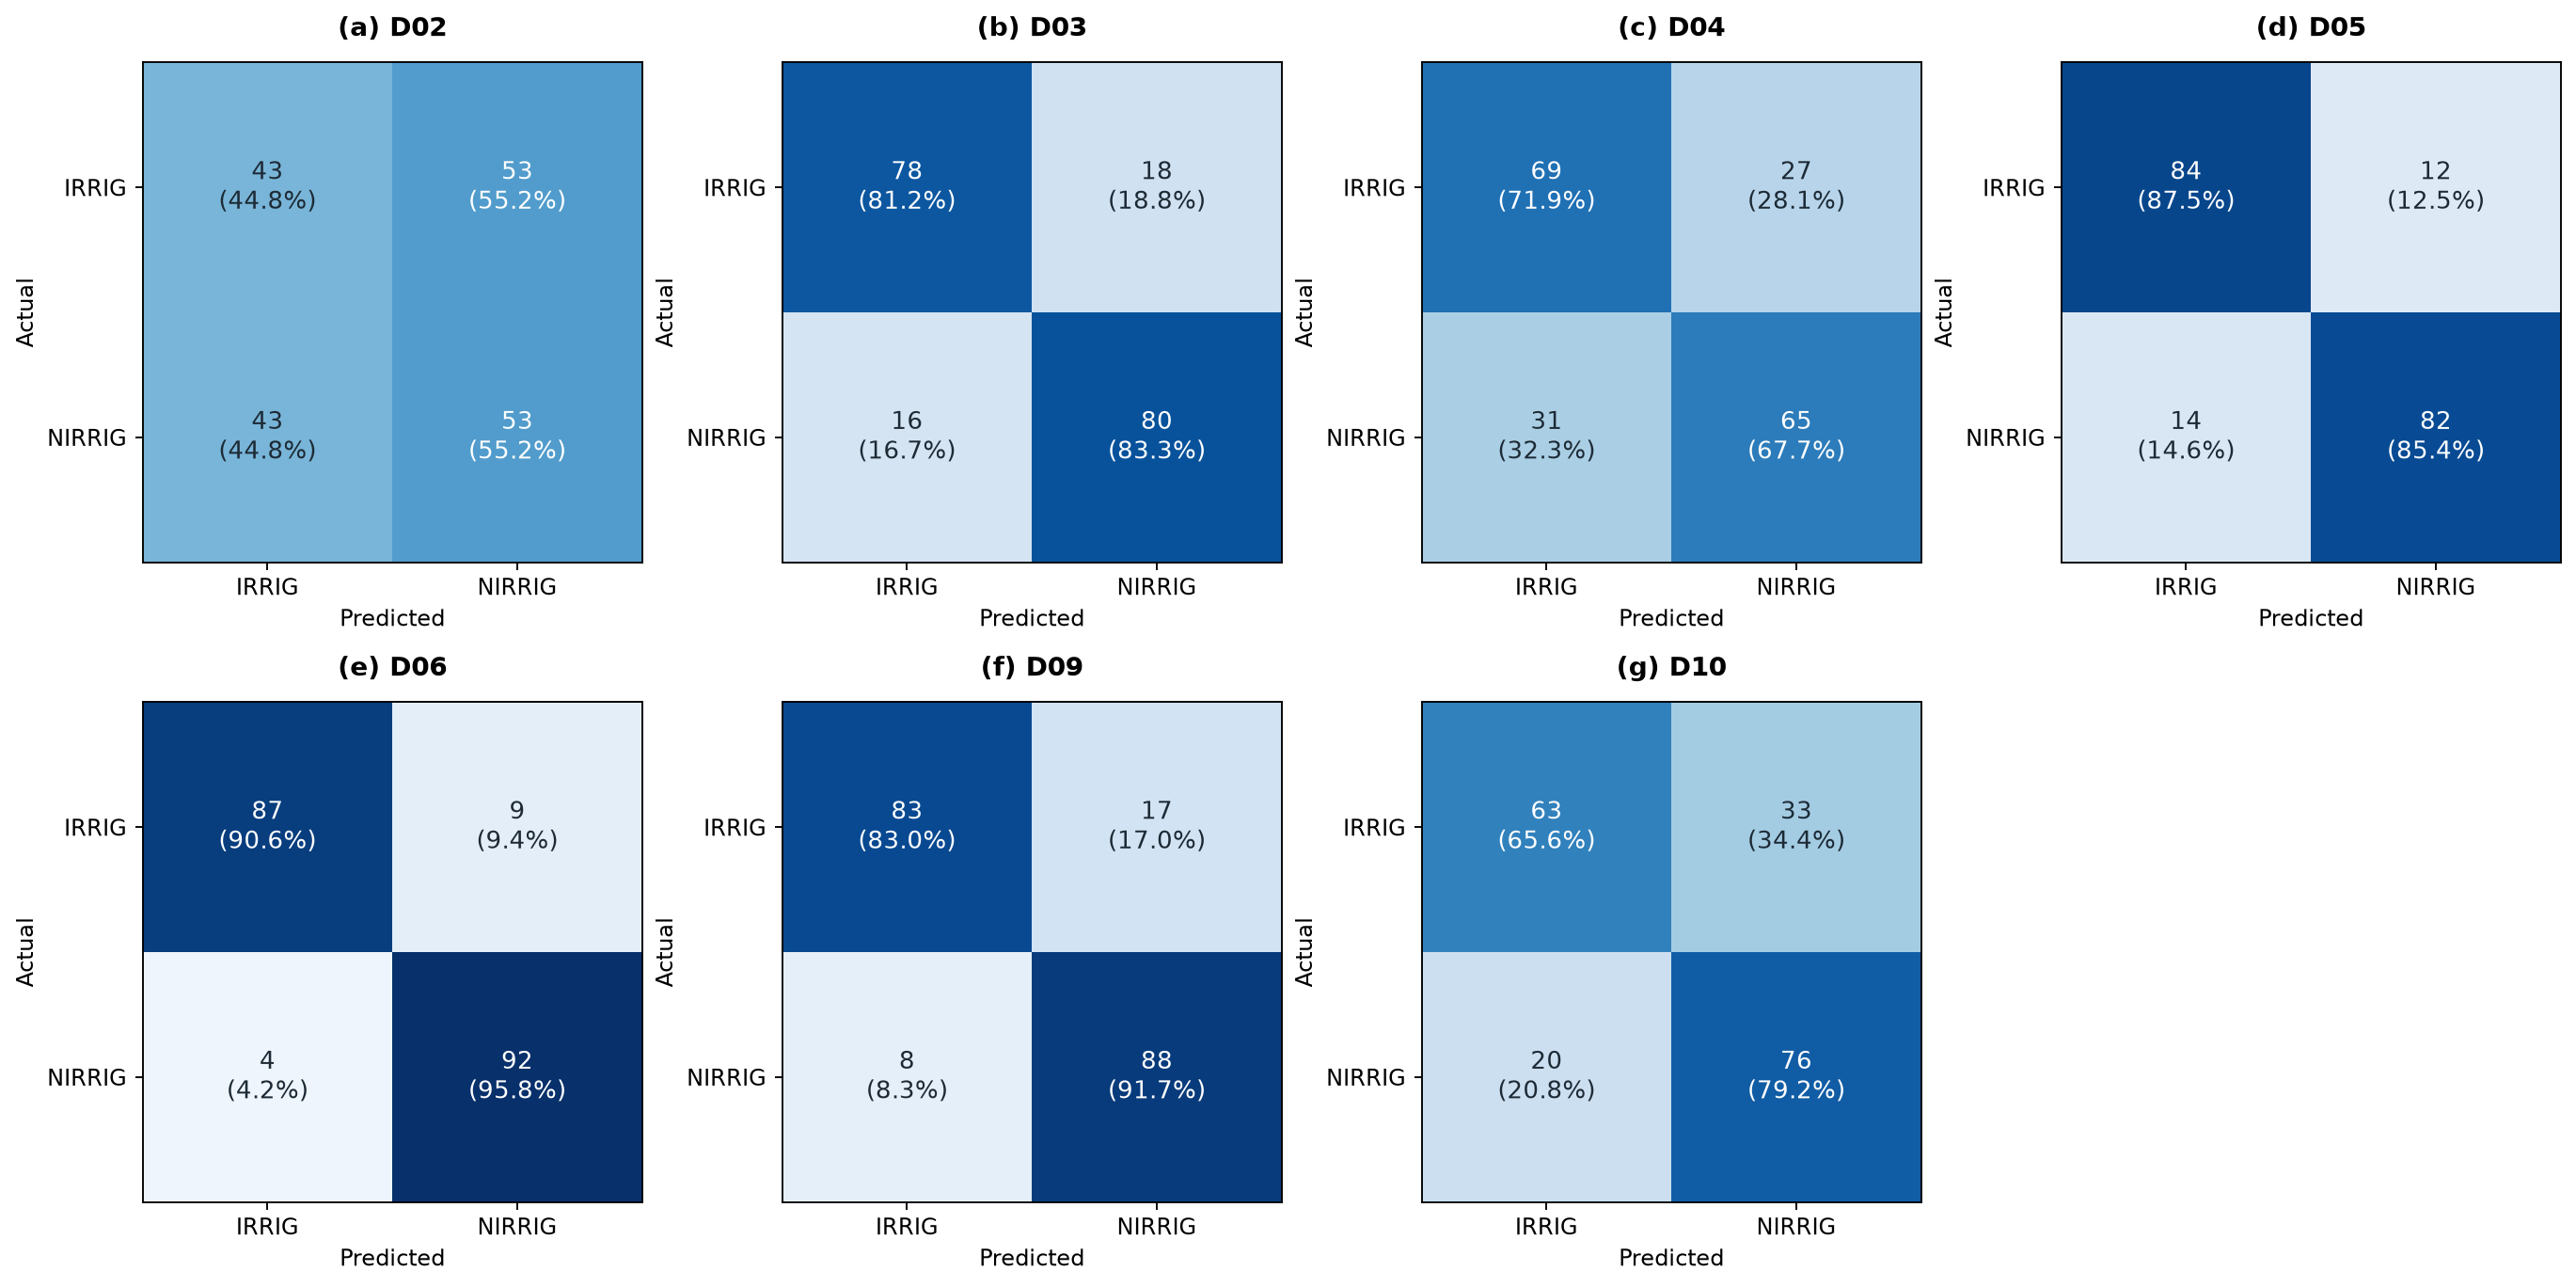 (a) D02
Actual
IRRIG
NIRRIG
43
(44.8%)
53
(55.2%)
43
(44.8%)
53
(55.2%)
IRRIG
NIRRIG
Predicted
(b) D03
Actual
IRRIG
NIRRIG
78
(81.2%)
18
(18.8%)
16
(16.7%)
80
(83.3%)
IRRIG
NIRRIG
Predicted
(c) D04
Actual
IRRIG
NIRRIG
69
(71.9%)
27
(28.1%)
31
(32.3%)
65
(67.7%)
IRRIG
NIRRIG
Predicted
(d) D05
Actual
IRRIG
NIRRIG
84
(87.5%)
12
(12.5%)
14
(14.6%)
82
(85.4%)
IRRIG
NIRRIG
Predicted
(e) D06
Actual
IRRIG
NIRRIG
87
(90.6%)
9
(9.4%)
4
(4.2%)
92
(95.8%)
IRRIG
NIRRIG
Predicted
(f) D09
Actual
IRRIG
NIRRIG
83
(83.0%)
17
(17.0%)
8
(8.3%)
88
(91.7%)
IRRIG
NIRRIG
Predicted
(g) D10
Actual
IRRIG
NIRRIG
63
(65.6%)
33
(34.4%)
20
(20.8%)
76
(79.2%)
IRRIG
NIRRIG
Predicted